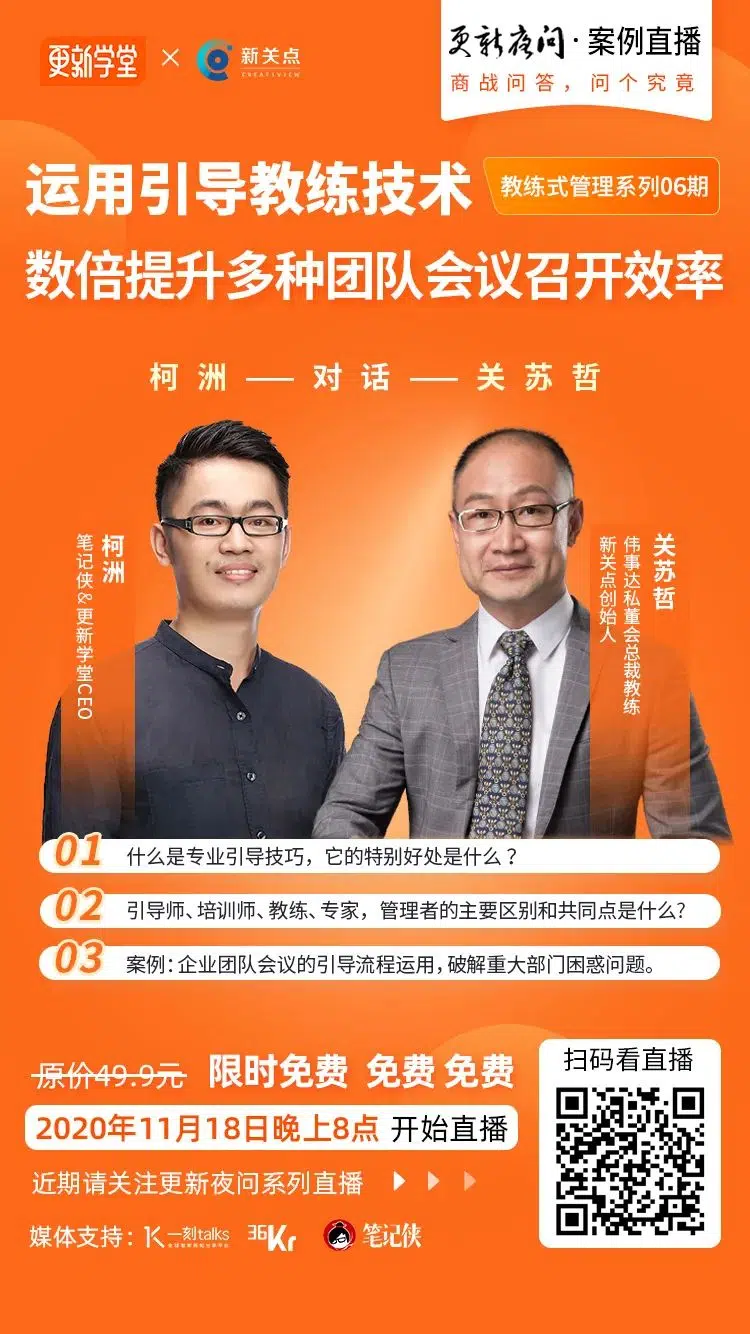 更新学堂 × 新关点
CREATEVIEW
更新夜问·案例直播
商战问答，问个究竟
运用引导教练技术
教练式管理系列06期
数倍提升多种团队会议召开效率
柯洲 — 对话 — 关苏哲
柯洲
笔记侠&更新学堂CEO
关苏哲
伟事达私董会总裁教练
新关点创始人
01 什么是专业引导技巧，它的特别好处是什么？
02 引导师、培训师、教练、专家，管理者的主要区别和共同点是什么?
03 案例：企业团队会议的引导流程运用，破解重大部门困惑问题。
原价49.9元 限时免费 免费 免费
2020年11月18日晚上8点 开始直播
扫码看直播
近期请关注更新夜问系列直播
媒体支持： 一刻talks 36Kr 笔记侠